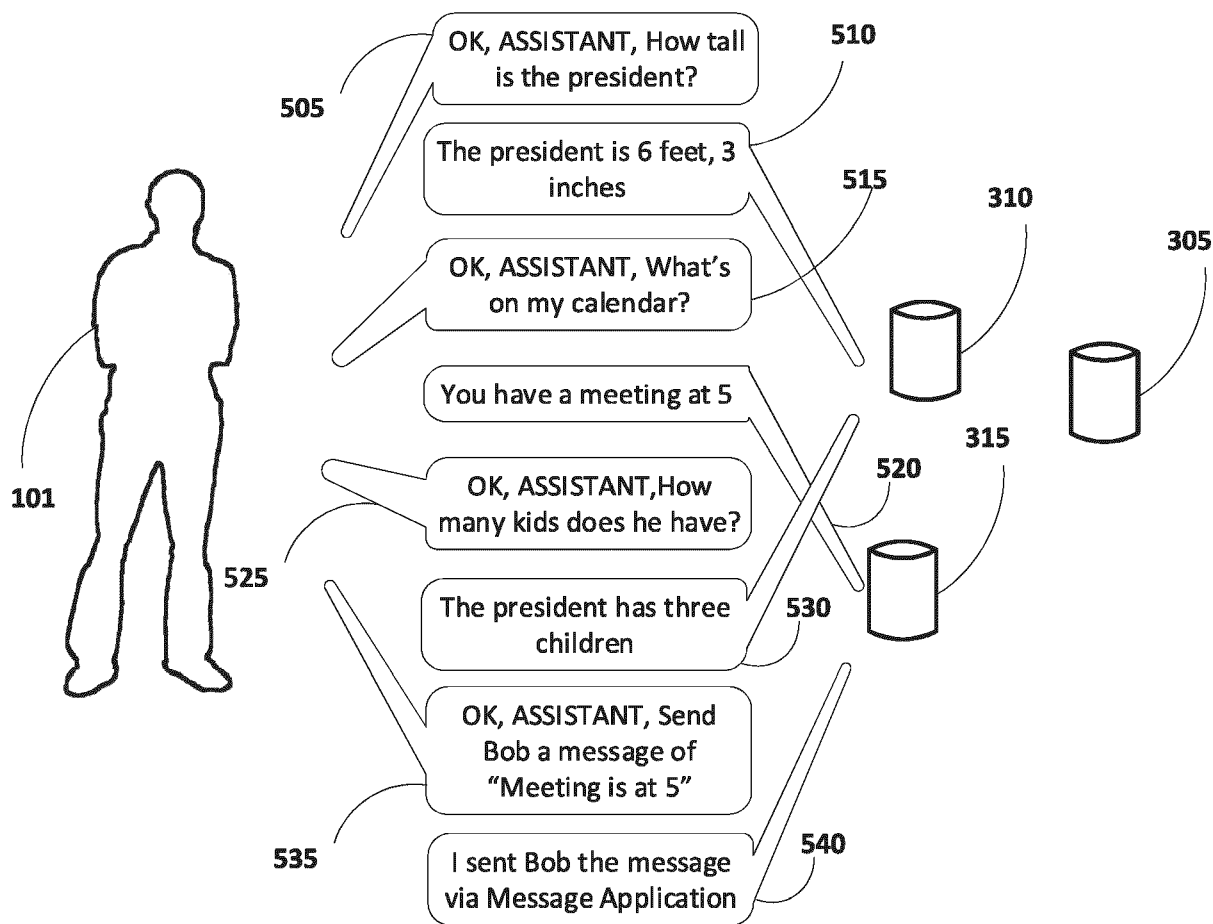 OK, ASSISTANT, How tall
is the president?
510
505
The president is 6 feet, 3
inches
515
310
305
OK, ASSISTANT, What's
on my calendar?
You have a meeting at 5
315
520
101
OK, ASSISTANT,How
many kids does he have?
525
The president has three
children
530
OK, ASSISTANT, Send
Bob a message of
“Meeting is at 5”
535
540
I sent Bob the message
via Message Application